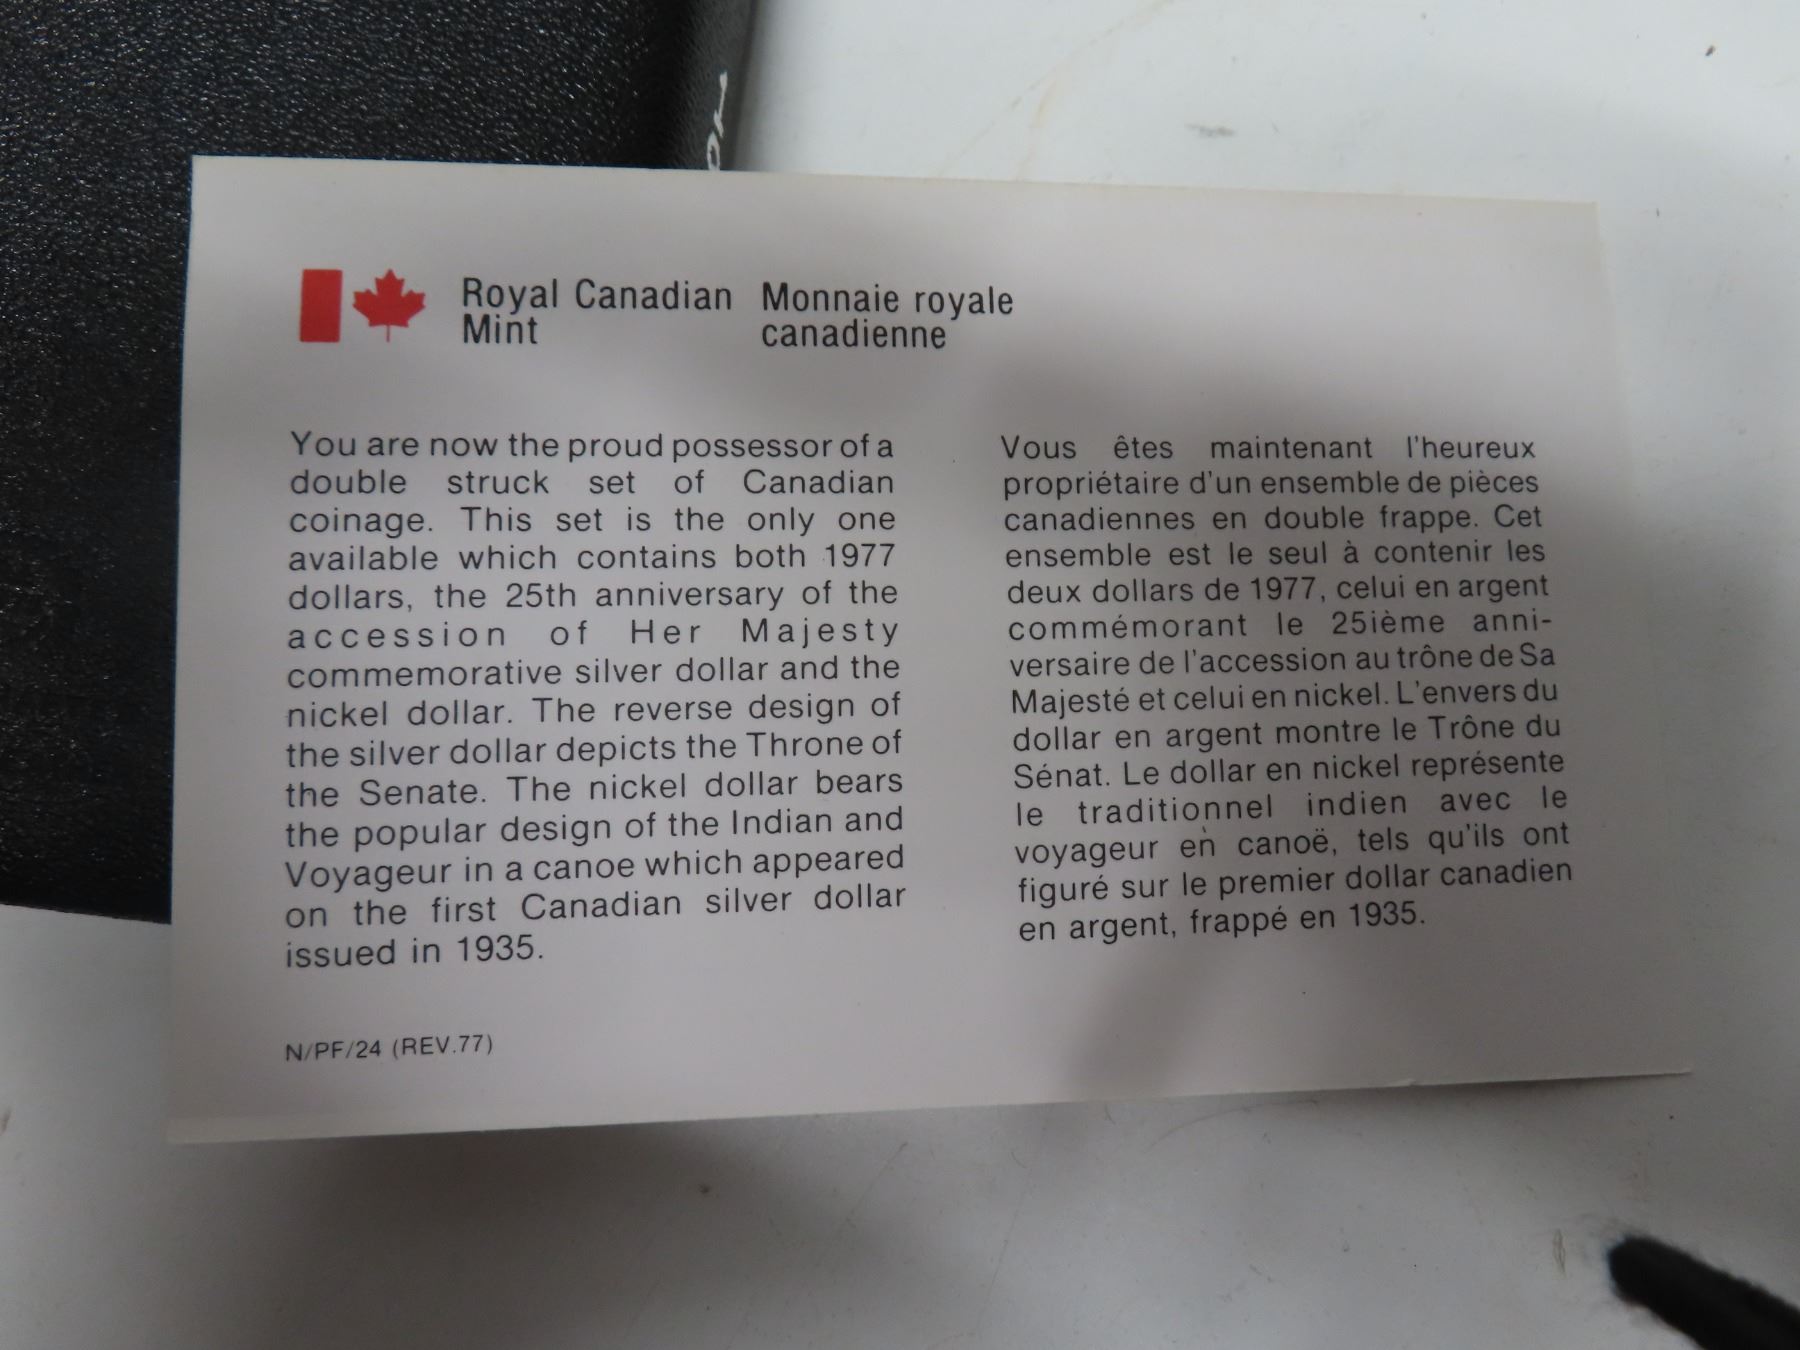 Royal Canadian
Mint
Monnaie royale
canadienne
You are now the proud possessor of a
double struck set of Canadian
coinage. This set is the only one
available which contains both 1977
dollars, the 25th anniversary of the
accession of Her Majesty
commemorative silver dollar and the
nickel dollar. The reverse design of
the silver dollar depicts the Throne of
the Senate. The nickel dollar bears
the popular design of the Indian and
Voyageur in a canoe which appeared
on the first Canadian silver dollar
issued in 1935.
N/PF/24 (REV.77)
Vous êtes maintenant l'heureux
propriétaire d'un ensemble de pièces
canadiennes en double frappe. Cet
ensemble est le seul à contenir les
deux dollars de 1977, celui en argent
commémorant le 25ième anni-
versaire de l'accession au trône de Sa
Majesté et celui en nickel. L'envers du
dollar en argent montre le Trône du
Sénat. Le dollar en nickel représente
le traditionnel indien avec le
voyageur en canoë, tels qu'ils ont
figuré sur le premier dollar canadien
en argent, frappé en 1935.